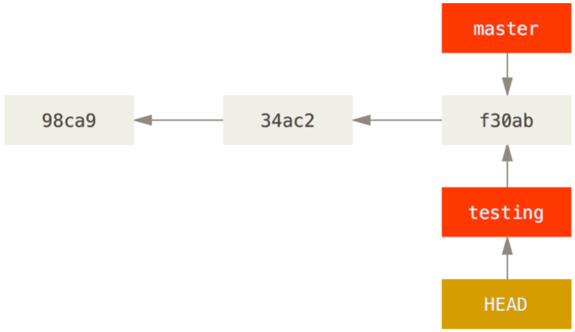 master
98ca9
34ac2
f30ab
testing
HEAD